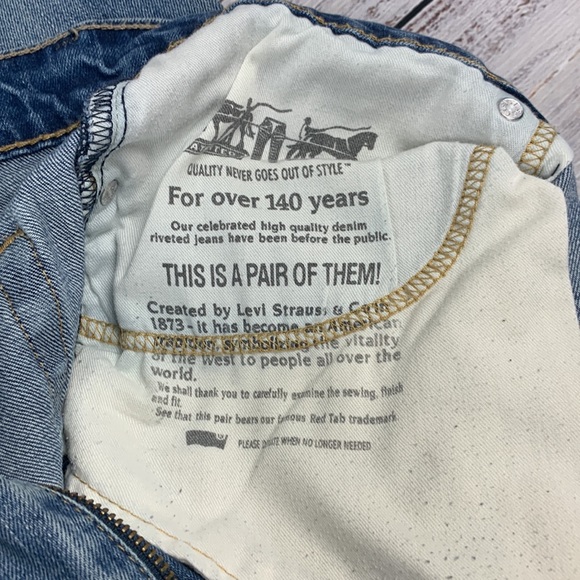 QUALITY NEVER GOES OUT OF STYLE™
For over 140 years
Our celebrated high quality denim
riveted jeans have been before the public.
THIS IS A PAIR OF THEM!
Created by Levi Strauss & Co in
1873 - it has become an American
tradition, symbolizing the vitality
of the west to people all over the
world.
We shall thank you to carefully examine the sewing, finish
and fit.
See that this pair bears our famous Red Tab trademark
PLEASE DONATE WHEN NO LONGER NEEDED